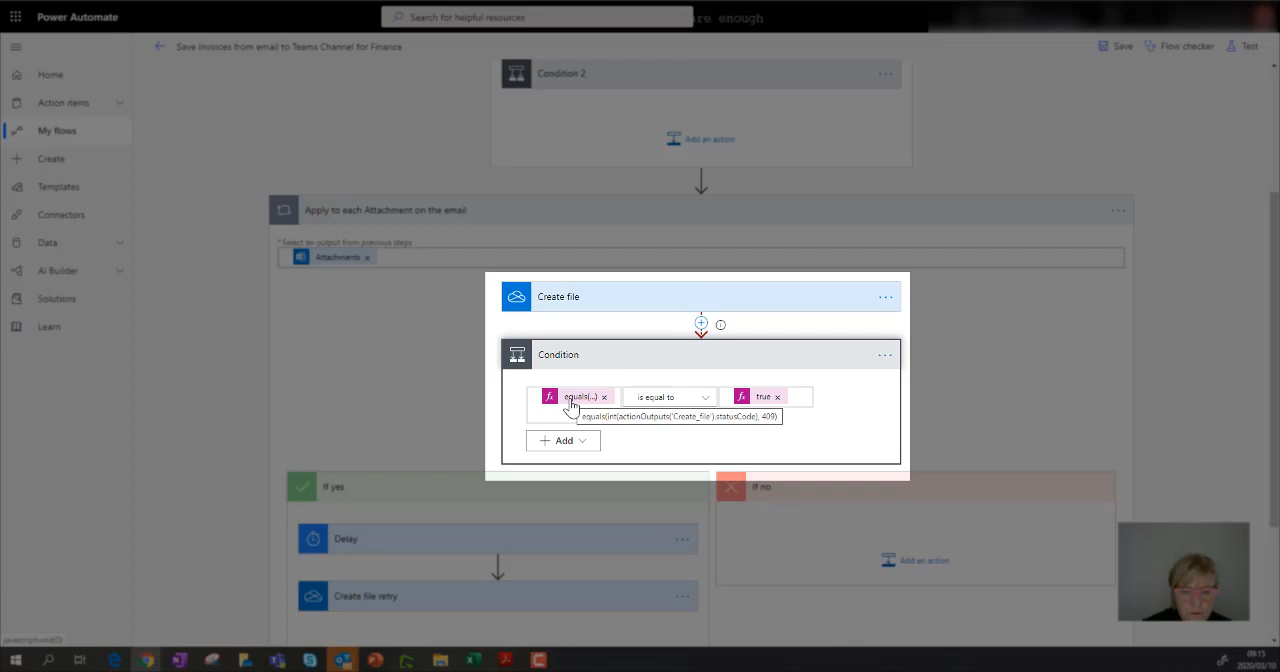 Power Automate
Search for helpful resources
are enough
Save Invoices from email to Teams Channel for Finance
Save
Flow checker
Test
Home
Action items
My flows
Create
Templates
Connectors
Data
AI Builder
Solutions
Learn
Condition 2
Add an action
Apply to each Attachment on the email
*Select an output from previous steps
Attachments ×
Create file
Condition
fx equals(...) ×
is equal to
fx true ×
equals(int(actionOutputs('Create_file').statusCode), 409)
+ Add
If yes
If no
Delay
Create file retry
Add an action
09:15
2020/03/10